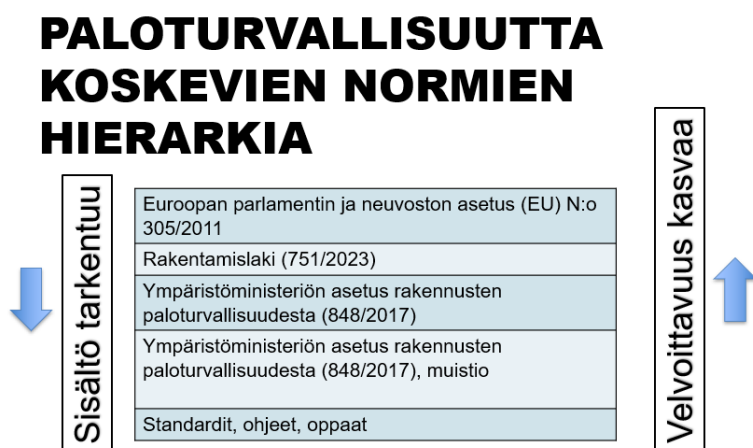 PALOTURVALLISUUTTA
KOSKEVIEN NORMIEN
HIERARKIA
Sisältö tarkentuu
Euroopan parlamentin ja neuvoston asetus (EU) N:o
305/2011
Rakentamislaki (751/2023)
Ympäristöministeriön asetus rakennusten
paloturvallisuudesta (848/2017)
Ympäristöministeriön asetus rakennusten
paloturvallisuudesta (848/2017), muistio
Standardit, ohjeet, oppaat
Velvoittavuus kasvaa